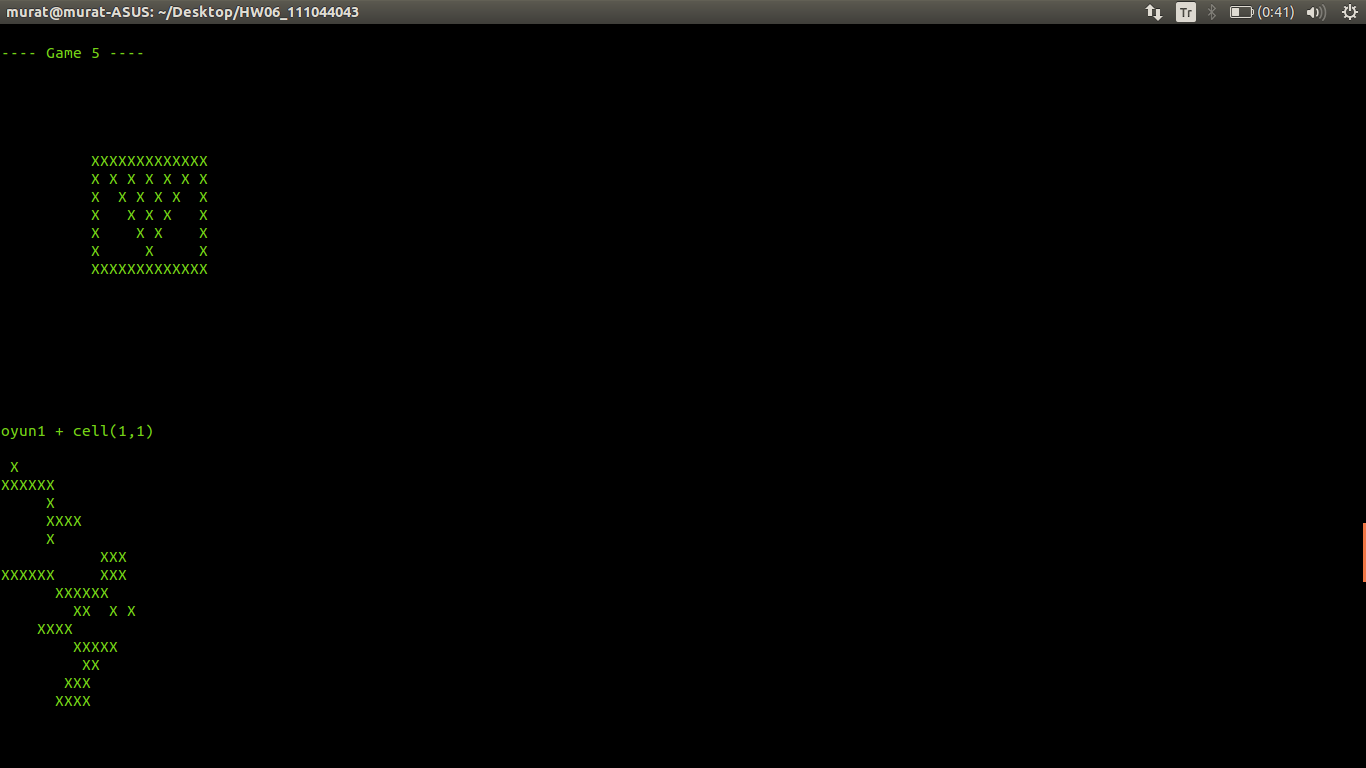 murat@murat-ASUS: ~/Desktop/HW06_111044043
Tr
(0:41)
---- Game 5 ----
          XXXXXXXXXXXXX
          X X X X X X X
          X  X X X X  X
          X   X X X   X
          X    X X    X
          X     X     X
          XXXXXXXXXXXXX
oyun1 + cell(1,1)
 X
XXXXXX
     X
     XXXX
     X
           XXX
XXXXXX     XXX
      XXXXXX
        XX  X X
    XXXX
        XXXXX
         XX
       XXX
      XXXX